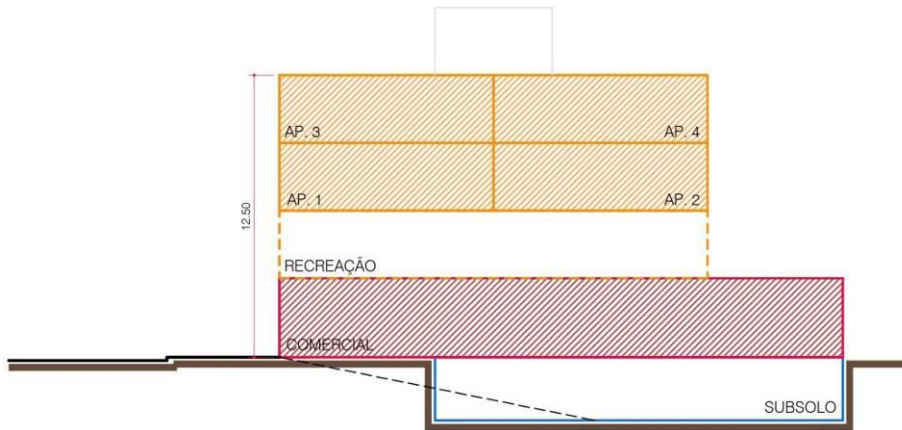 AP. 3
AP. 4
AP. 1
AP. 2
12.50
RECREAÇÃO
COMERCIAL
SUBSOLO